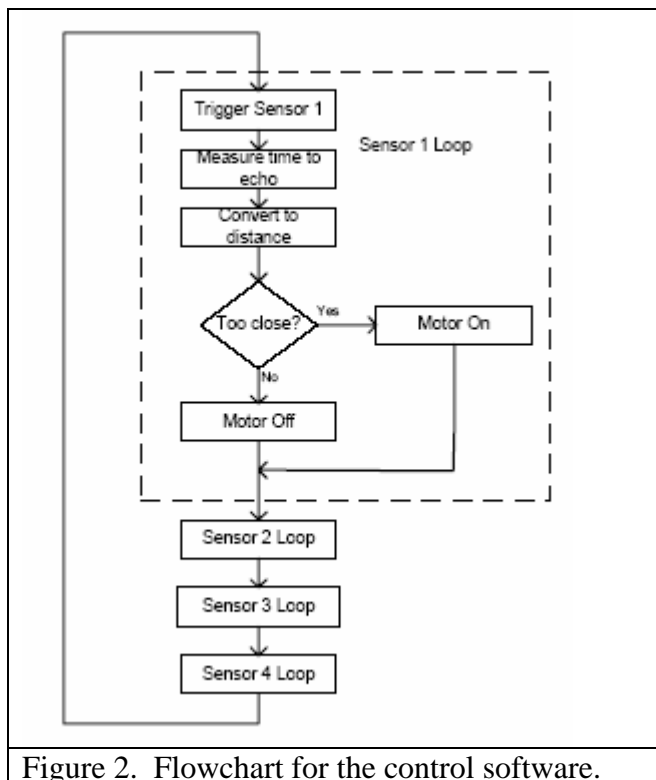 Trigger Sensor 1
Sensor 1 Loop
Measure time to
echo
Convert to
distance
Too close?
Yes
Motor On
No
Motor Off
Sensor 2 Loop
Sensor 3 Loop
Sensor 4 Loop
Figure 2. Flowchart for the control software.